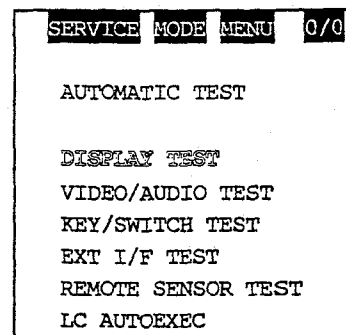 SERVICE MODE MENU 0/0
AUTOMATIC TEST
DISPLAY TEST
VIDEO/AUDIO TEST
KEY/SWITCH TEST
EXT I/F TEST
REMOTE SENSOR TEST
LC AUTOEXEC